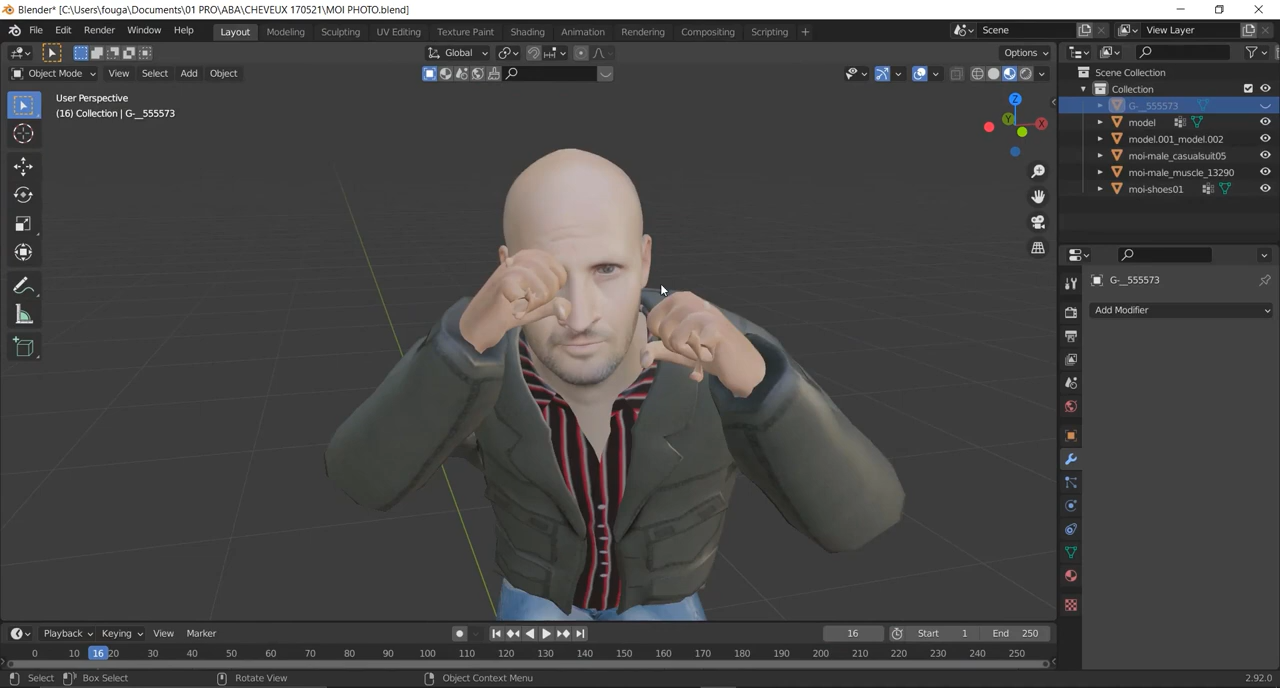 Blender* [C:\Users\fouga\Documents\01 PRO\ABA\CHEVEUX 170521\MOI PHOTO.blend]
File Edit Render Window Help Layout Modeling Sculpting UV Editing Texture Paint Shading Animation Rendering Compositing Scripting + Scene View Layer
Global Options
Object Mode View Select Add Object
User Perspective
(16) Collection | G-__555573
Z
Y
X
Scene Collection
Collection
G-__555573
model
model.001_model.002
moi-male_casualsuit05
moi-male_muscle_13290
moi-shoes01
G-__555573
Add Modifier
Playback Keying View Marker 16 Start 1 End 250
0 10 16 20 30 40 50 60 70 80 90 100 110 120 130 140 150 160 170 180 190 200 210 220 230 240 250
Select Box Select Rotate View Object Context Menu 2.92.0